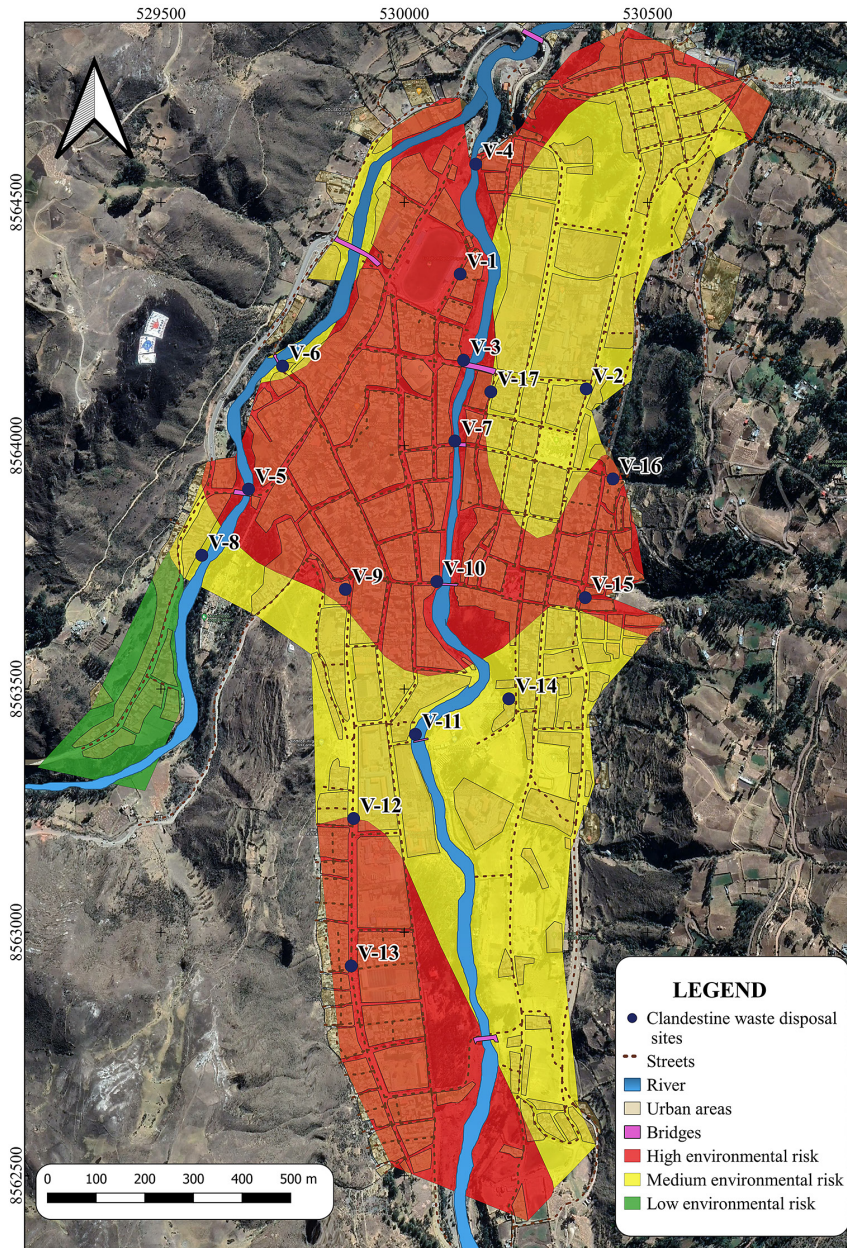 529500
530000
530500
8564500
8564000
8563500
8563000
8562500
V-4
V-1
V-3
V-6
V-17
V-2
V-7
V-16
V-5
V-8
V-9
V-10
V-15
V-14
V-11
V-12
V-13
LEGEND
Clandestine waste disposal
sites
Streets
River
Urban areas
Bridges
High environmental risk
Medium environmental risk
Low environmental risk
0 100 200 300 400 500 m